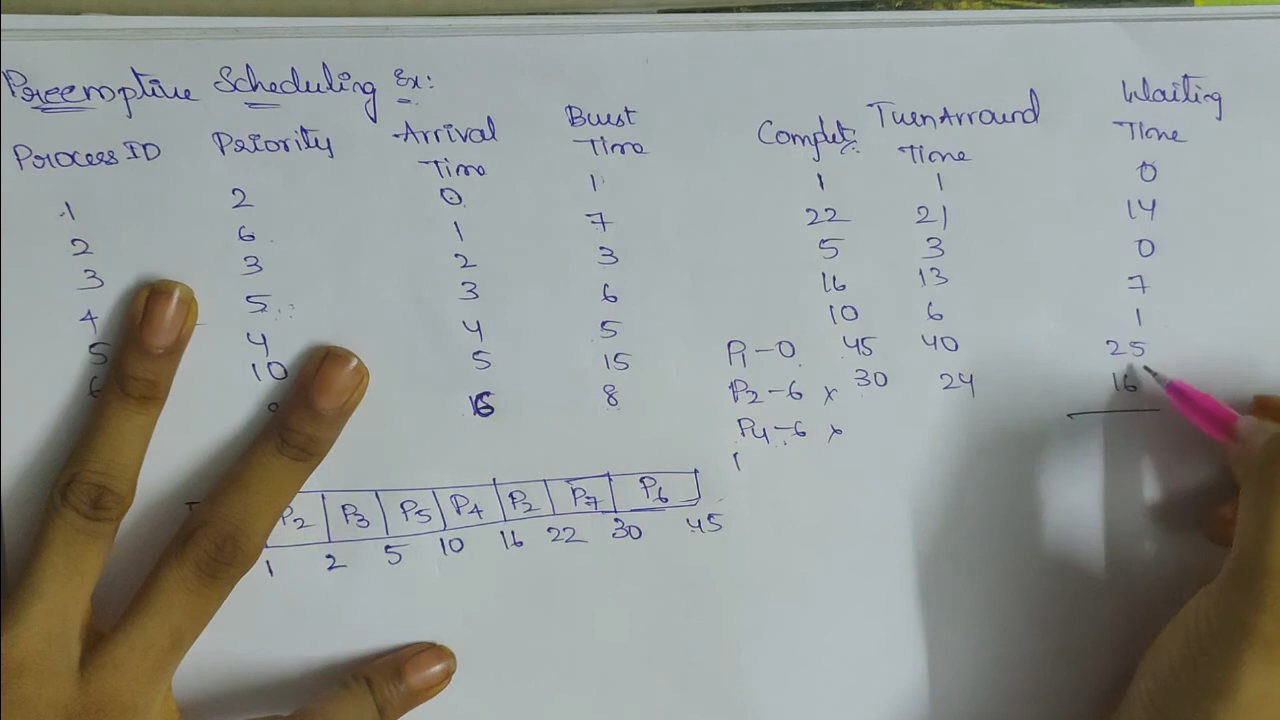 Preemptive Scheduling Ex:
Process ID Priority Arrival Time Burst Time Complet: TurnArround Time Waiting Time
1 2 0 1 1 1 0
2 6 1 7 22 21 14
3 3 2 3 5 3 0
4 5 3 6 16 13 7
5 4 4 5 10 6 1
6 10 5 15 P1-0 45 40 25
6 8 P2-6 x 30 24 16
P4-6 x
P2 P3 P5 P4 P2 P7 P6
1 2 5 10 16 22 30 45